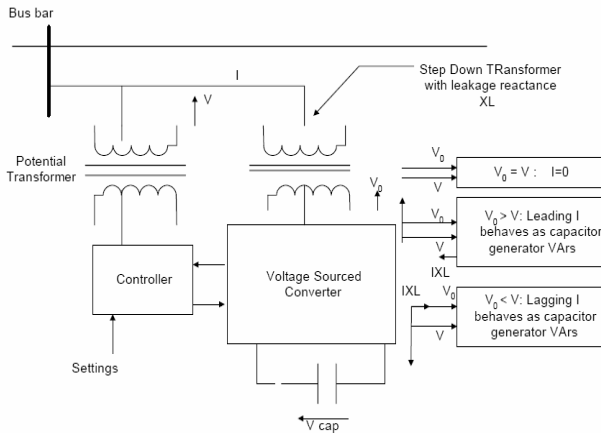 Bus bar
I
V
Step Down TRansformer
with leakage reactance
XL
Potential
Transformer
V0
V0
V
V0 = V : I=0
V0
V
IXL
V0 > V: Leading I
behaves as capacitor
generator VArs
Controller
Voltage Sourced
Converter
IXL
V0
V
V0 < V: Lagging I
behaves as capacitor
generator VArs
Settings
V cap